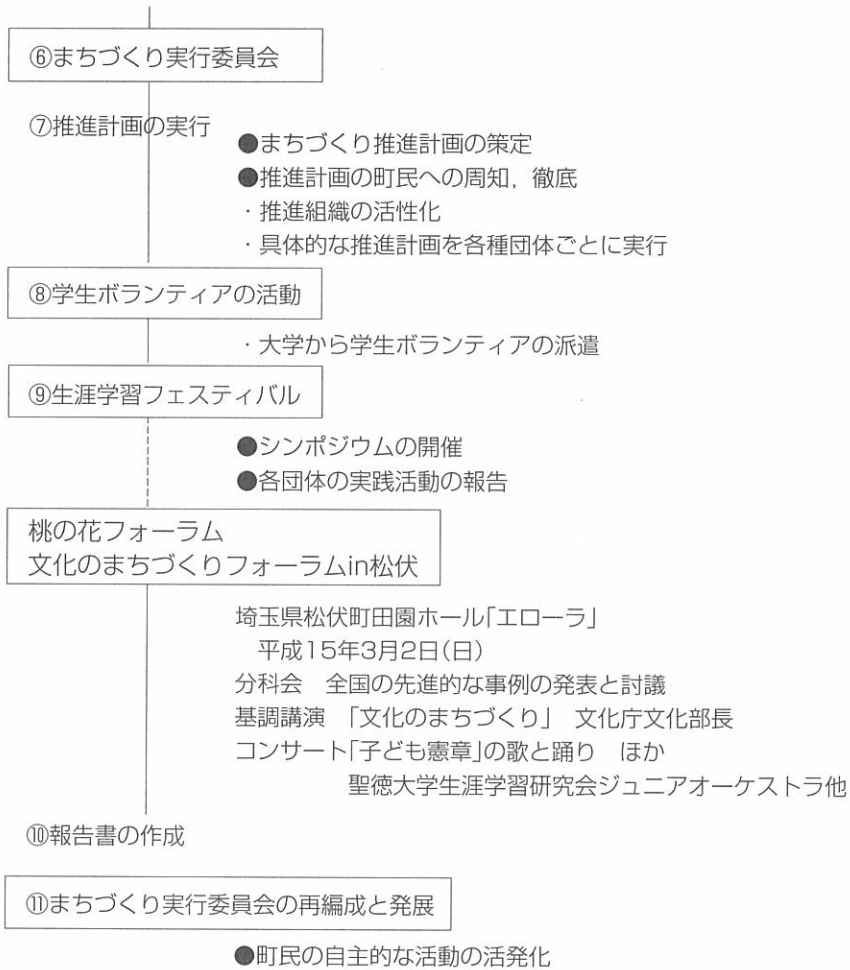 ⑥まちづくり実行委員会
⑦推進計画の実行
●まちづくり推進計画の策定
●推進計画の町民への周知，徹底
・推進組織の活性化
・具体的な推進計画を各種団体ごとに実行
⑧学生ボランティアの活動
・大学から学生ボランティアの派遣
⑨生涯学習フェスティバル
●シンポジウムの開催
●各団体の実践活動の報告
桃の花フォーラム
文化のまちづくりフォーラムin松伏
埼玉県松伏町田園ホール「エローラ」
平成15年3月2日(日)
分科会　全国の先進的な事例の発表と討議
基調講演　「文化のまちづくり」　文化庁文化部長
コンサート「子ども憲章」の歌と踊り　ほか
聖徳大学生涯学習研究会ジュニアオーケストラ他
⑩報告書の作成
⑪まちづくり実行委員会の再編成と発展
●町民の自主的な活動の活発化